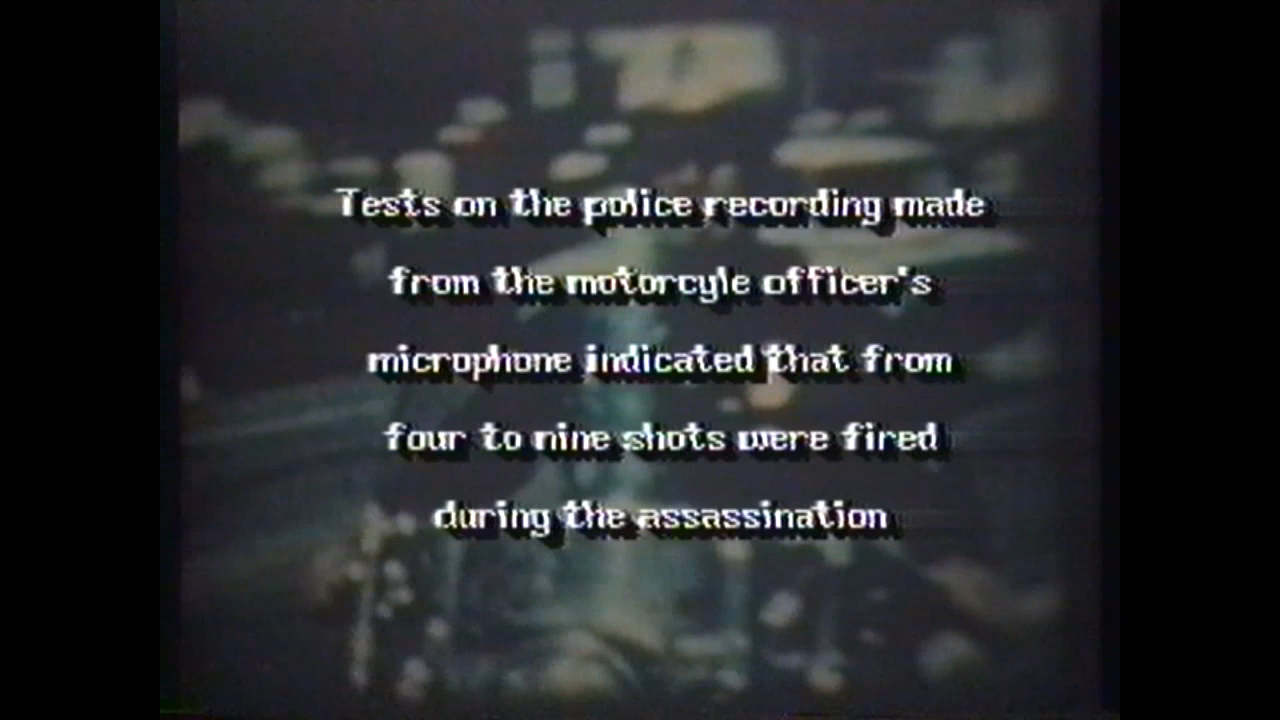 Tests on the police recording made
from the motorcyle officer's
microphone indicated that from
four to nine shots were fired
during the assassination